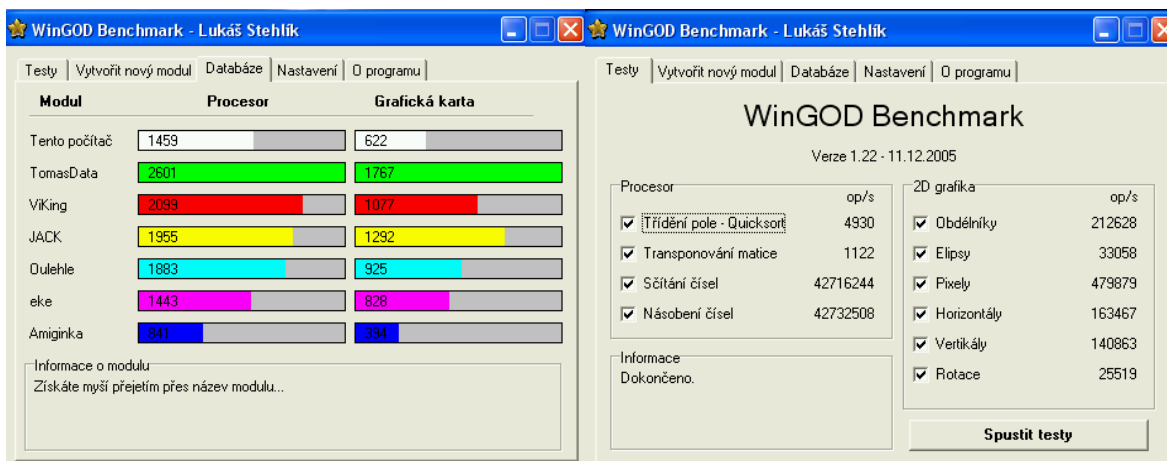 WinGOD Benchmark - Lukáš Stehlík
Testy Vytvořit nový modul Databáze Nastavení O programu
Modul Procesor Grafická karta
Tento počítač 1459 622
TomasData 2601 1767
ViKing 2099 1077
JACK 1955 1292
Oulehle 1883 925
eke 1443 828
Amiginka 841 394
Informace o modulu
Získáte myší přejetím přes název modulu...
WinGOD Benchmark - Lukáš Stehlík
Testy Vytvořit nový modul Databáze Nastavení O programu
WinGOD Benchmark
Verze 1.22 - 11.12.2005
Procesor
op/s
Třídění pole - Quicksort 4930
Transponování matice 1122
Sčítání čísel 42716244
Násobení čísel 42732508
Informace
Dokončeno.
2D grafika
op/s
Obdélníky 212628
Elipsy 33058
Pixely 479879
Horizontály 163467
Vertikály 140863
Rotace 25519
Spustit testy